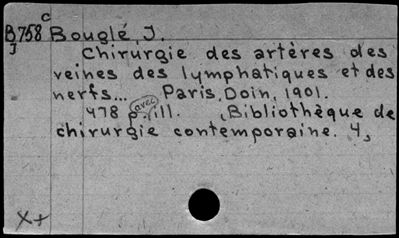 B758c Bouglé, J.
J Chirurgie des artères des
veines des lymphatiques et des
nerfs... Paris, Doin, 1901.
478 p. avec ill. (Bibliothèque de
chirurgie contemporaine. 4,
X+